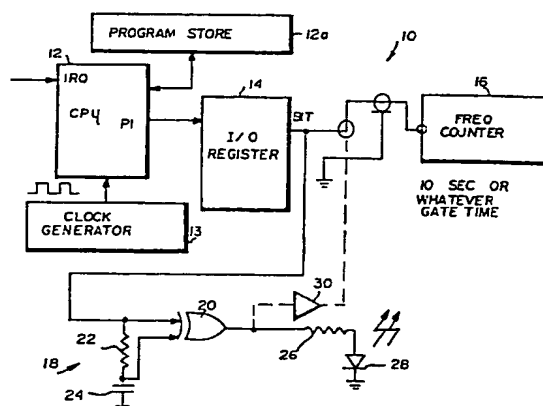 PROGRAM STORE
12a
10
12
IRQ
CPU
P1
14
I/O
REGISTER
BIT
16
FREQ
COUNTER
10 SEC OR
WHATEVER
GATE TIME
CLOCK
GENERATOR
13
30
20
22
18
24
26
28